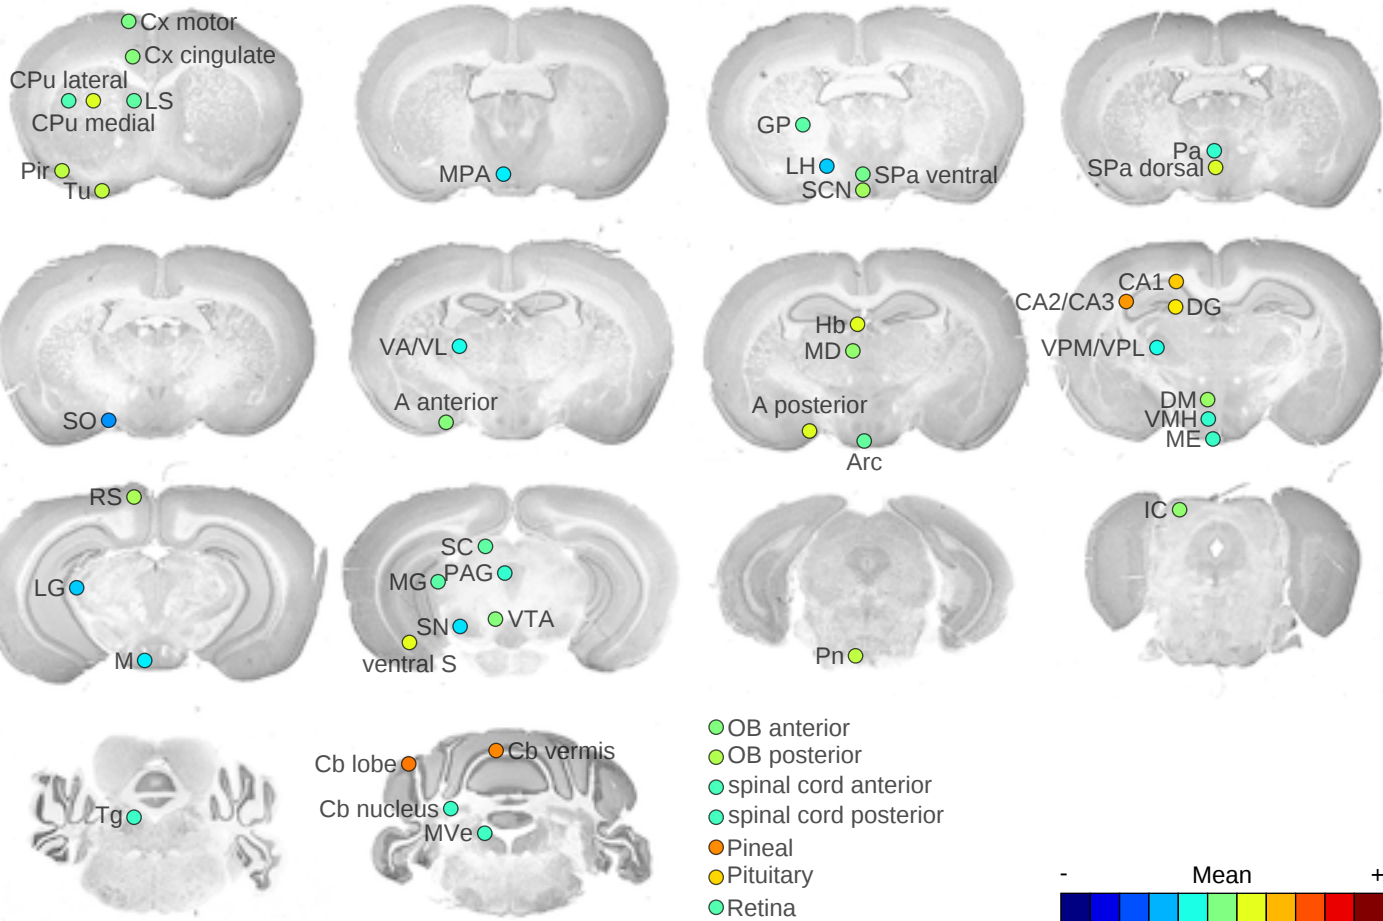 Cx motor
Cx cingulate
CPu lateral
LS
CPu medial
Pir
Tu
MPA
GP
LH
SPa ventral
SCN
Pa
SPa dorsal
SO
VA/VL
A anterior
Hb
MD
A posterior
Arc
CA1
CA2/CA3
DG
VPM/VPL
DM
VMH
ME
RS
LG
M
SC
PAG
MG
SN
VTA
ventral S
Pn
IC
Tg
Cb lobe
Cb vermis
Cb nucleus
MVe
OB anterior
OB posterior
spinal cord anterior
spinal cord posterior
Pineal
Pituitary
Retina
- Mean +